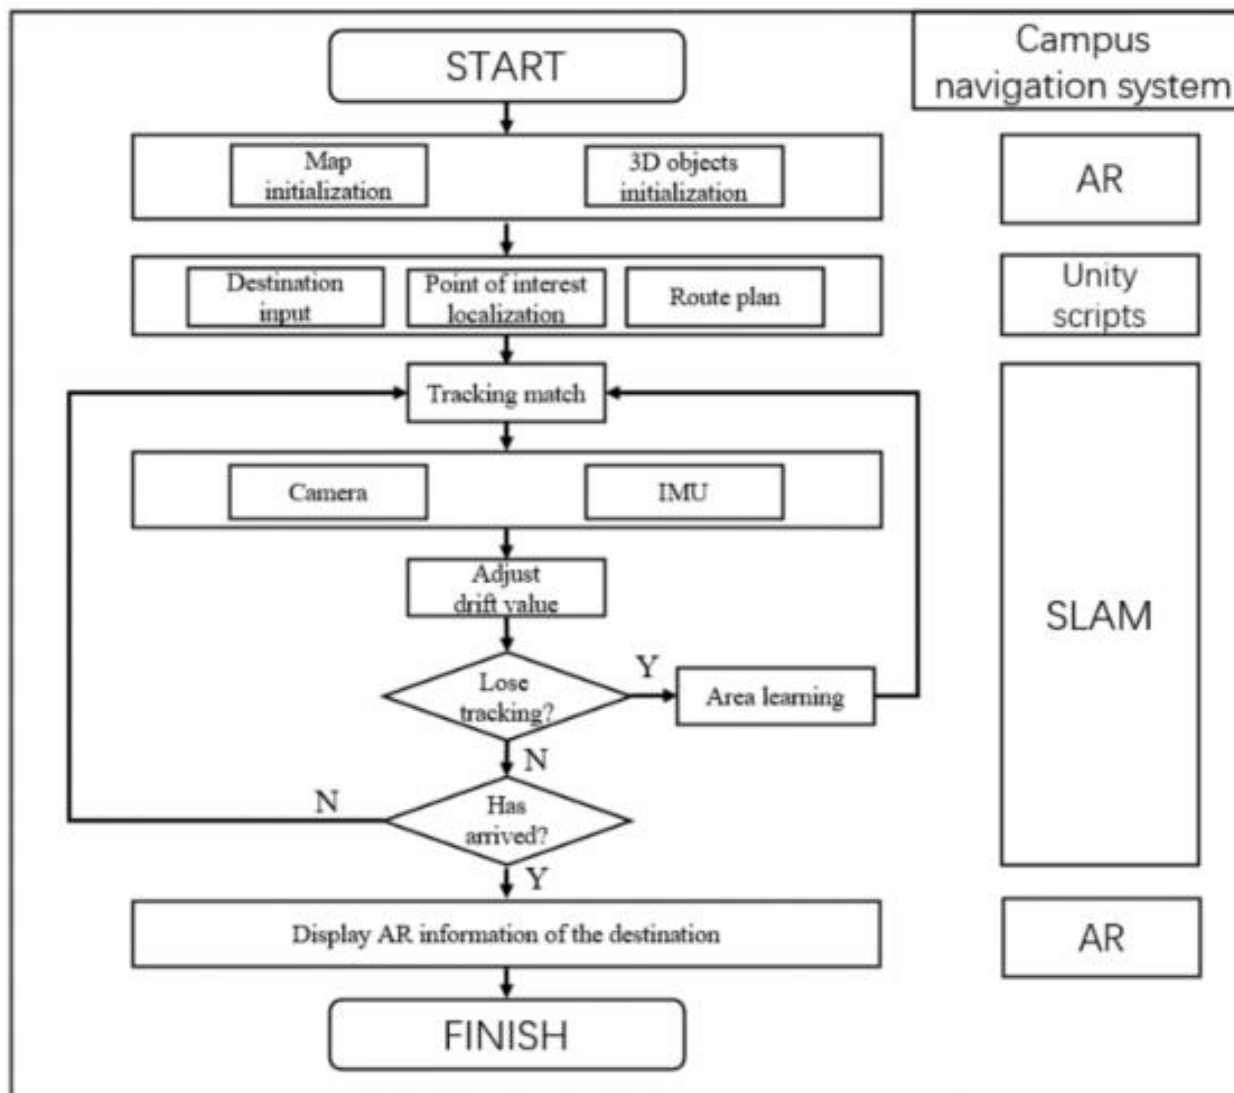 START
Campus
navigation system
Map
initialization
3D objects
initialization
AR
Destination
input
Point of interest
localization
Route plan
Unity
scripts
Tracking match
Camera
IMU
Adjust
drift value
SLAM
Lose
tracking?
Y
Area learning
N
Has
arrived?
N
Y
Display AR information of the destination
AR
FINISH